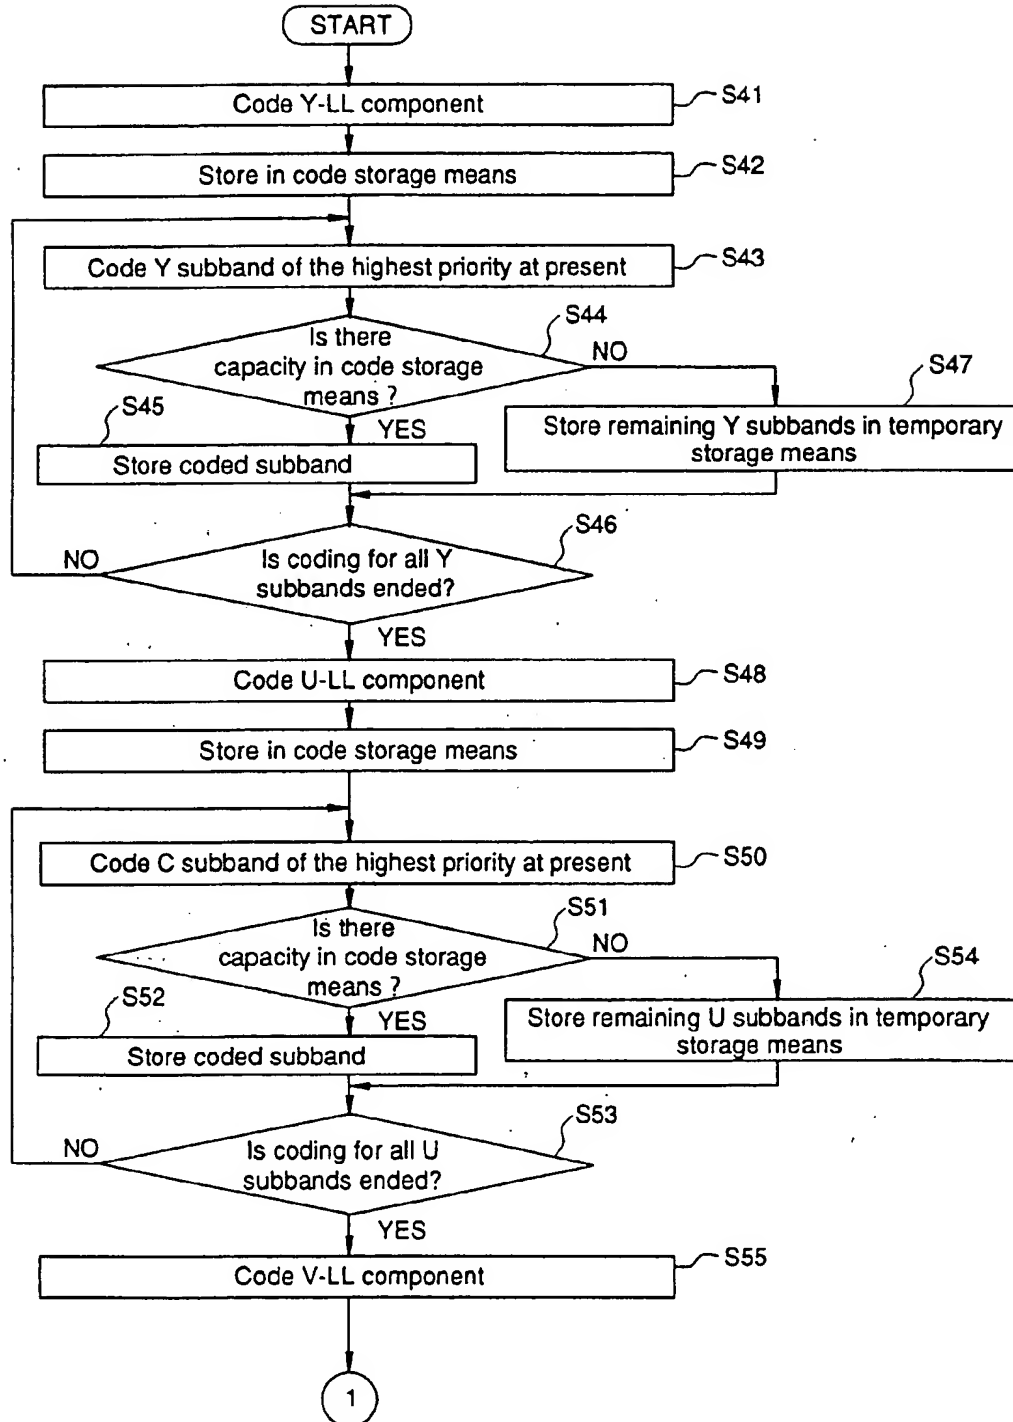 START
Code Y-LL component
S41
Store in code storage means
S42
Code Y subband of the highest priority at present
S43
Is there
capacity in code storage
means ?
S44
NO
S47
S45
YES
Store remaining Y subbands in temporary
storage means
Store coded subband
S46
NO
Is coding for all Y
subbands ended?
YES
Code U-LL component
S48
Store in code storage means
S49
Code C subband of the highest priority at present
S50
Is there
capacity in code storage
means ?
S51
NO
S54
S52
YES
Store remaining U subbands in temporary
storage means
Store coded subband
S53
NO
Is coding for all U
subbands ended?
YES
Code V-LL component
S55
1